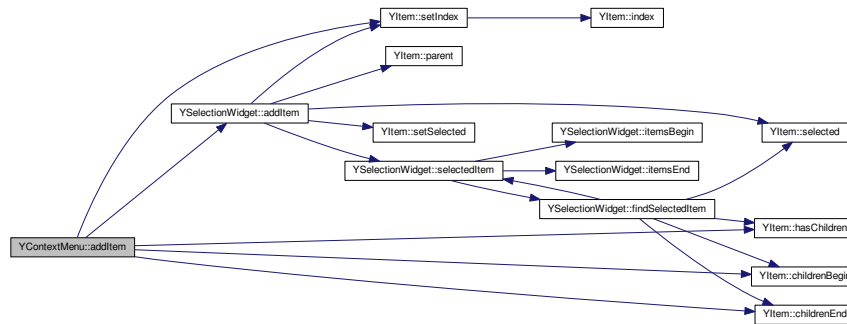 YItem::setIndex
YItem::index
YItem::parent
YSelectionWidget::addItem
YItem::setSelected
YSelectionWidget::itemsBegin
YItem::selected
YSelectionWidget::selectedItem
YSelectionWidget::itemsEnd
YSelectionWidget::findSelectedItem
YItem::hasChildren
YContextMenu::addItem
YItem::childrenBegin
YItem::childrenEnd